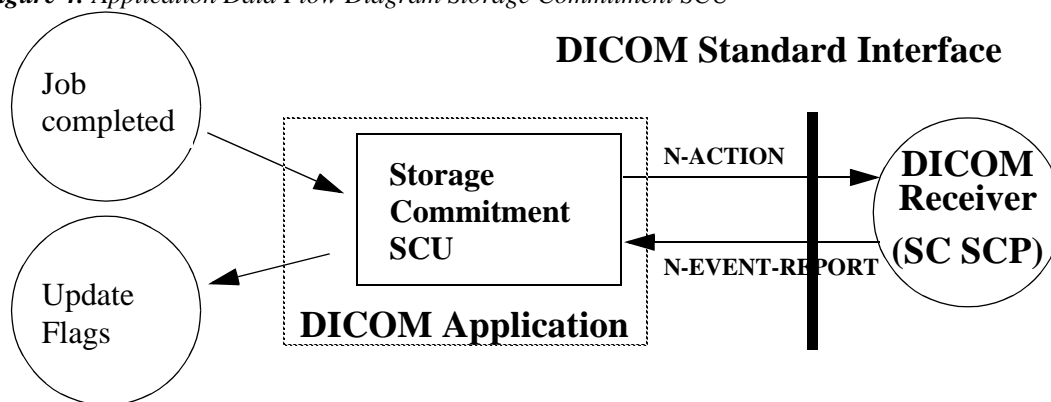 Figure 4. Application Data Flow Diagram Storage Commitment SCU
DICOM Standard Interface
Job
completed
Storage
Commitment
SCU
N-ACTION
DICOM
Receiver
(SC SCP)
N-EVENT-REPORT
Update
Flags
DICOM Application